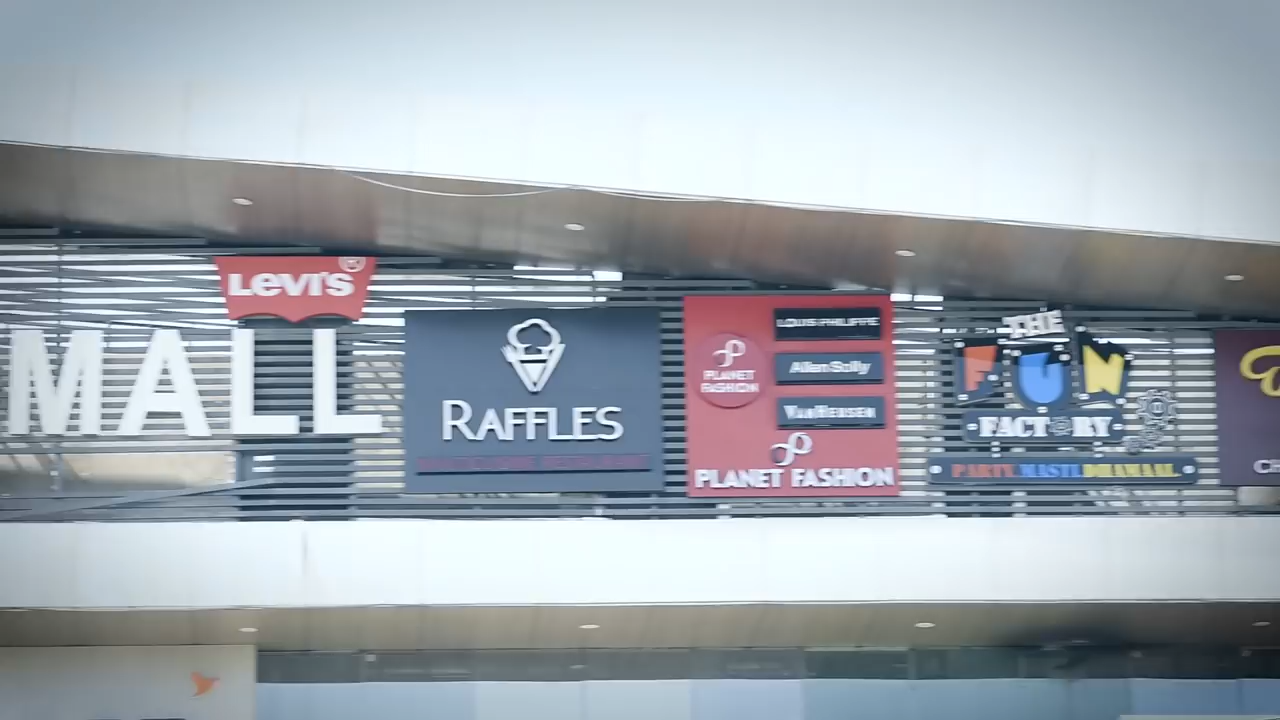 LEVI'S
MALL
RAFFLES
PLANET
FASHION
LOUIS PHILIPPE
Allen Solly
VAN HEUSEN
PLANET FASHION
THE
FUN
FACTORY
PARTY.MASTI.DHAMAAL